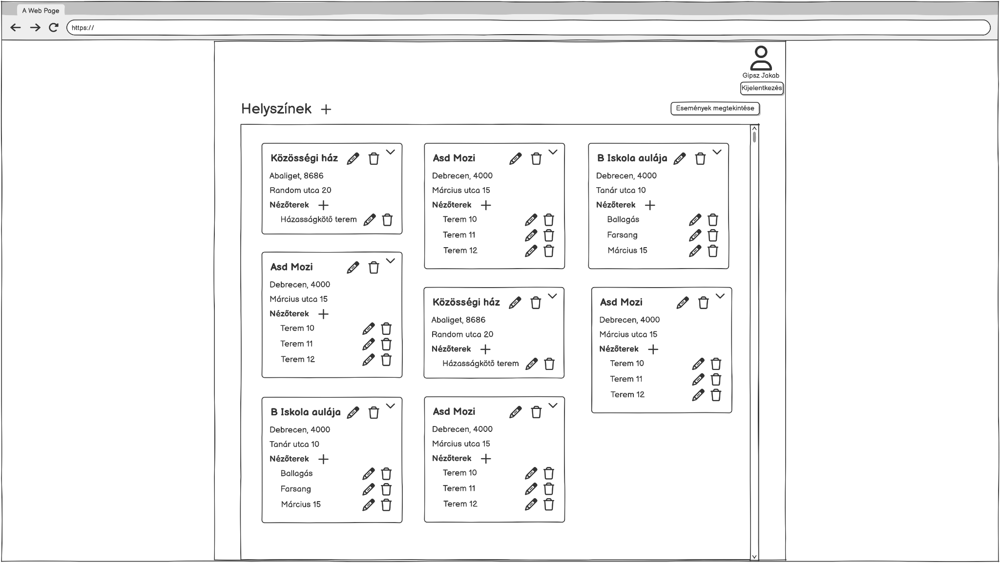 A Web Page
https://
Gipsz Jakab
Kijelentkezés
Helyszínek
Események megtekintése
Közösségi ház
Abaliget, 8686
Random utca 20
Nézőterek
Házasságkötő terem
Asd Mozi
Debrecen, 4000
Március utca 15
Nézőterek
Terem 10
Terem 11
Terem 12
B Iskola aulája
Debrecen, 4000
Tanár utca 10
Nézőterek
Ballagás
Farsang
Március 15
Asd Mozi
Debrecen, 4000
Március utca 15
Nézőterek
Terem 10
Terem 11
Terem 12
Közösségi ház
Abaliget, 8686
Random utca 20
Nézőterek
Házasságkötő terem
Asd Mozi
Debrecen, 4000
Március utca 15
Nézőterek
Terem 10
Terem 11
Terem 12
B Iskola aulája
Debrecen, 4000
Tanár utca 10
Nézőterek
Ballagás
Farsang
Március 15
Asd Mozi
Debrecen, 4000
Március utca 15
Nézőterek
Terem 10
Terem 11
Terem 12